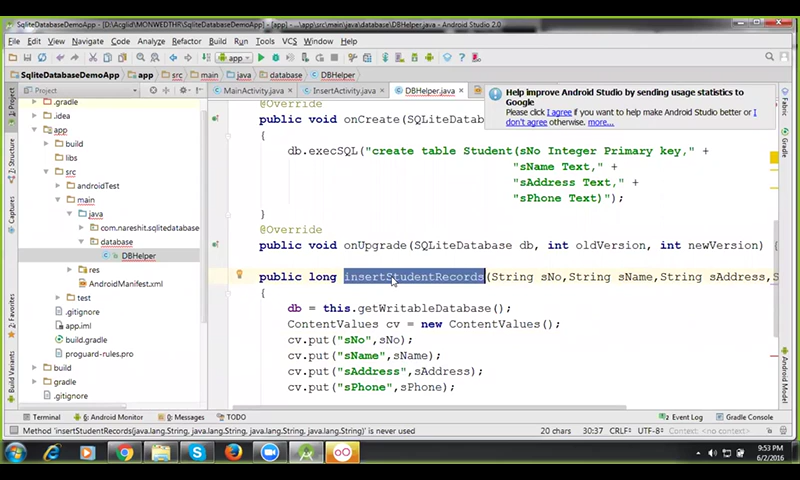 SqliteDatabaseDemoApp - [D:\Acglid\MONWEDTHR\SqliteDatabaseDemoApp] - [app] - ...\app\src\main\java\database\DBHelper.java - Android Studio 2.0
File Edit View Navigate Code Analyze Refactor Build Run Tools VCS Window Help
app
SqliteDatabaseDemoApp app src main java database DBHelper
Project MainActivity.java InsertActivity.java DBHelper.java
Help improve Android Studio by sending usage statistics to
Google
Please click I agree if you want to help make Android Studio better or I
don't agree otherwise. more...
.gradle
.idea
app
build
libs
src
androidTest
main
java
com.nareshit.sqlitedatabase
database
DBHelper
res
AndroidManifest.xml
test
.gitignore
app.iml
build.gradle
proguard-rules.pro
build
gradle
.gitignore
1: Project
7: Structure
Captures
Build Variants
2: Favorites
Fabric
Gradle
Android Model
@Override
public void onCreate(SQLiteDatab
{
db.execSQL("create table Student(sNo Integer Primary key," +
"sName Text," +
"sAddress Text," +
"sPhone Text)");
}
@Override
public void onUpgrade(SQLiteDatabase db, int oldVersion, int newVersion) {
public long insertStudentRecords(String sNo,String sName,String sAddress,S
{
db = this.getWritableDatabase();
ContentValues cv = new ContentValues();
cv.put("sNo",sNo);
cv.put("sName",sName);
cv.put("sAddress",sAddress);
cv.put("sPhone",sPhone);
Terminal 6: Android Monitor 0: Messages TODO 2 Event Log Gradle Console
Method 'insertStudentRecords(java.lang.String, java.lang.String, java.lang.String, java.lang.String)' is never used 20 chars 30:37 CRLF UTF-8 Context: <no context>
9:53 PM
6/2/2016